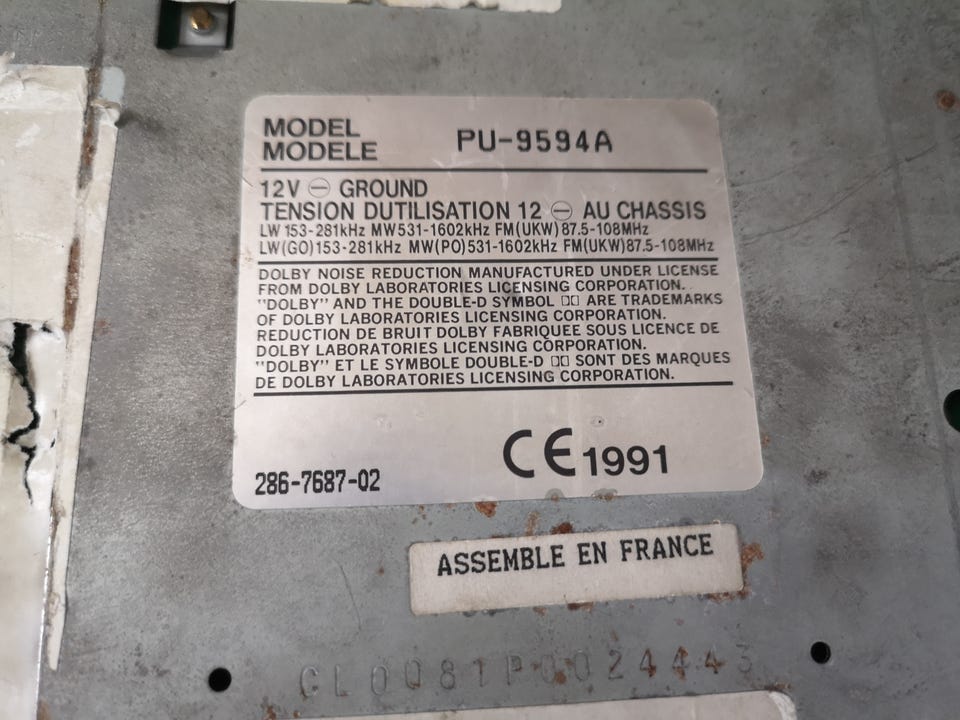 MODEL
MODELE PU-9594A
12V ⊖ GROUND
TENSION DUTILISATION 12 ⊖ AU CHASSIS
LW 153-281kHz MW531-1602kHz FM(UKW)87.5-108MHz
LW(GO)153-281kHz MW(PO)531-1602kHz FM(UKW)87.5-108MHz
DOLBY NOISE REDUCTION MANUFACTURED UNDER LICENSE
FROM DOLBY LABORATORIES LICENSING CORPORATION.
"DOLBY" AND THE DOUBLE-D SYMBOL ▯▯ ARE TRADEMARKS
OF DOLBY LABORATORIES LICENSING CORPORATION.
REDUCTION DE BRUIT DOLBY FABRIQUEE SOUS LICENCE DE
DOLBY LABORATORIES LICENSING CORPORATION.
"DOLBY" ET LE SYMBOLE DOUBLE-D ▯▯ SONT DES MARQUES
DE DOLBY LABORATORIES LICENSING CORPORATION.
CE 1991
286-7687-02
ASSEMBLE EN FRANCE
CL0081P0024443